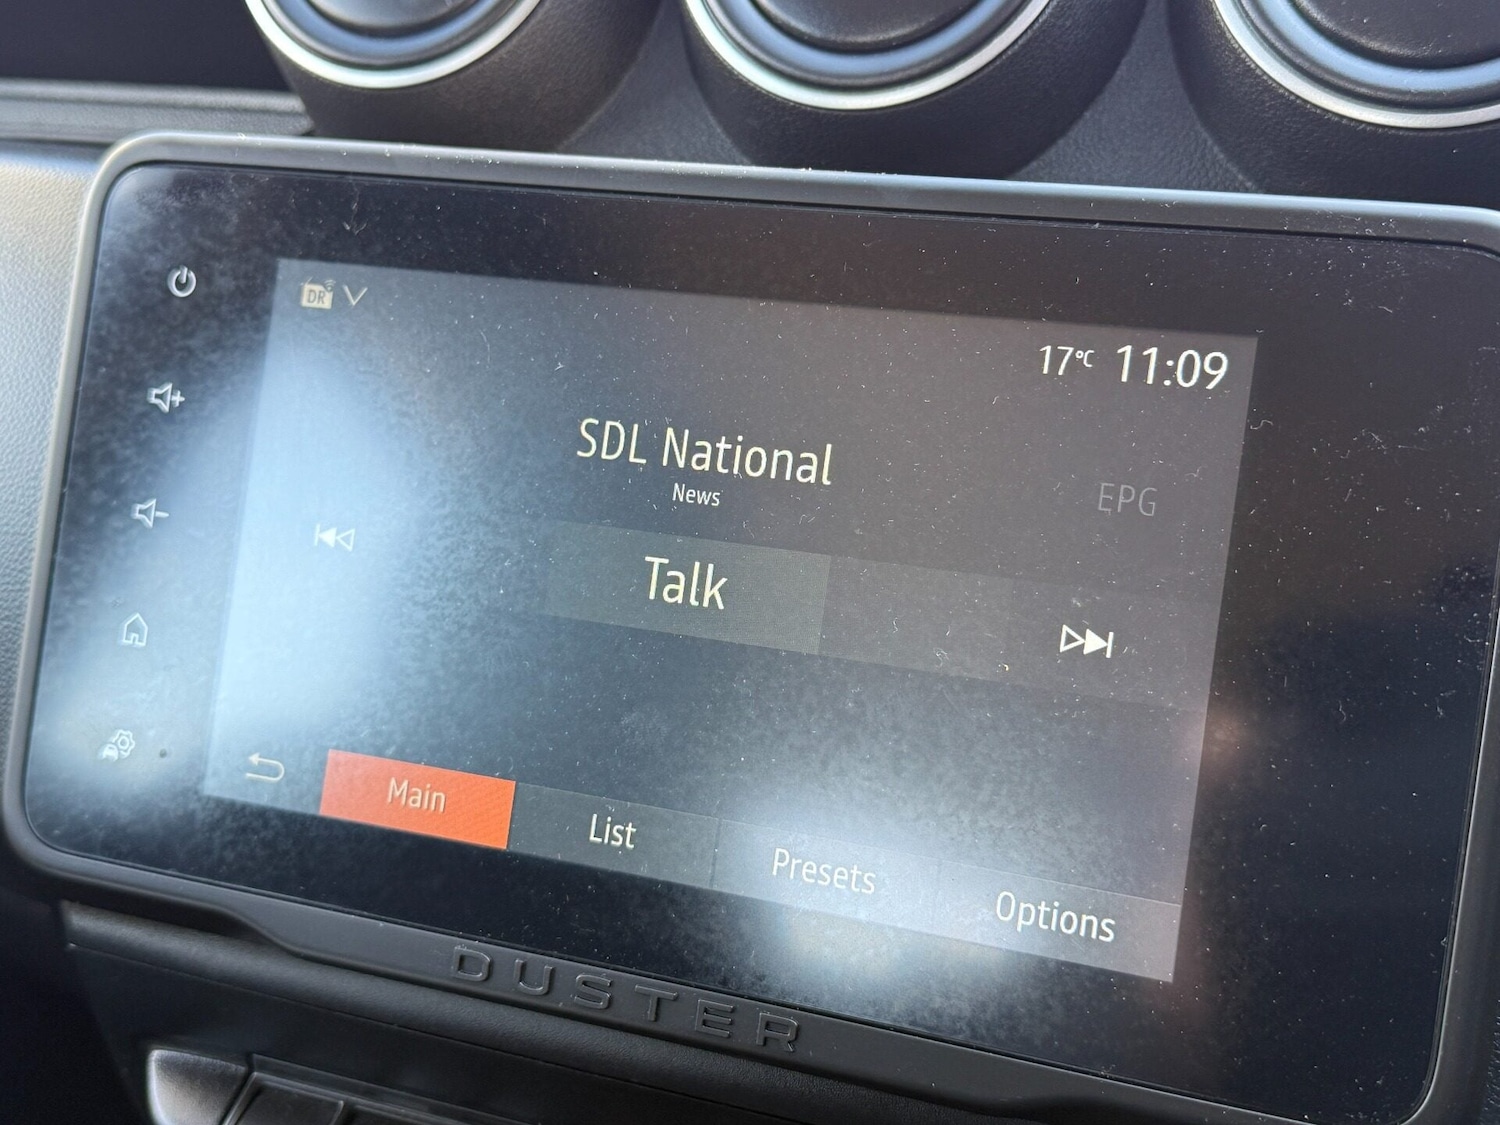 DR
17°C 11:09
SDL National
News
EPG
Talk
Main
List
Presets
Options
DUSTER